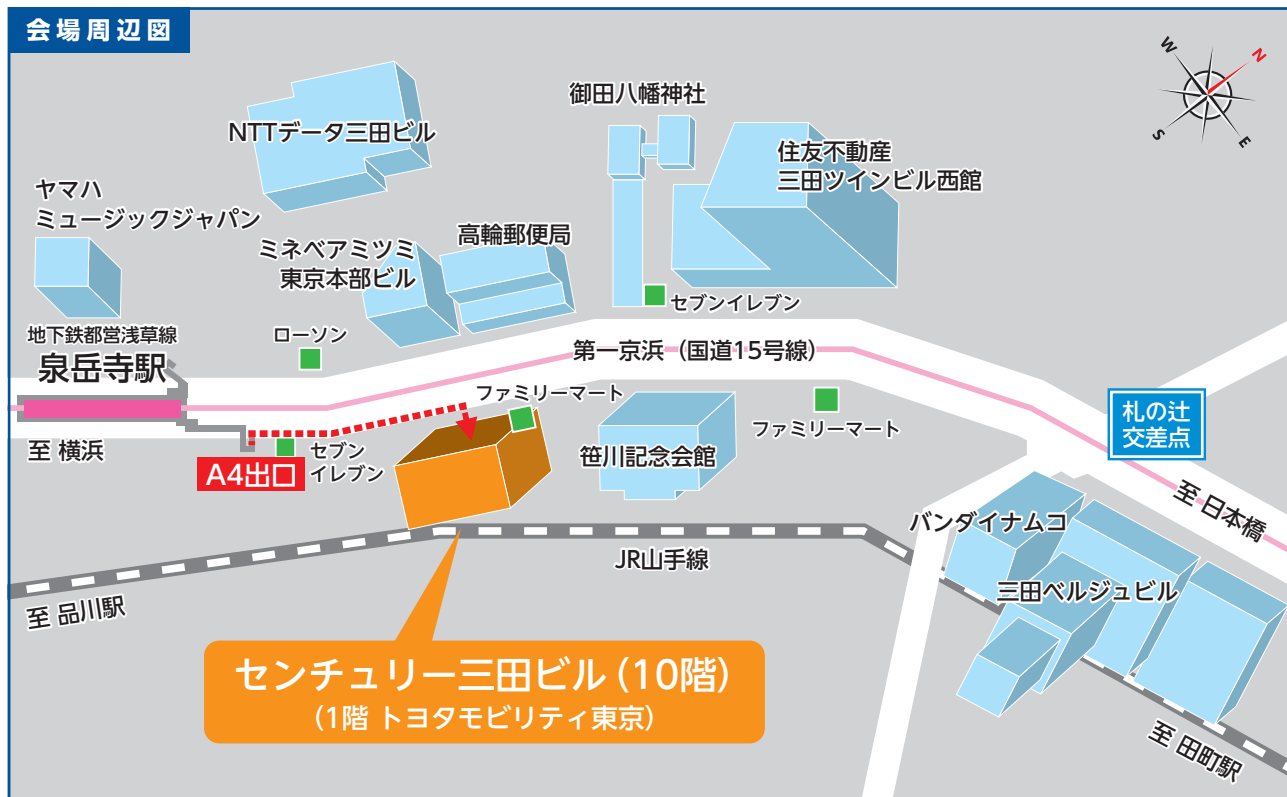 会場周辺図
W
N
S
E
御田八幡神社
NTTデータ三田ビル
住友不動産
三田ツインビル西館
ヤマハ
ミュージックジャパン
高輪郵便局
ミネベアミツミ
東京本部ビル
セブンイレブン
地下鉄都営浅草線
泉岳寺駅
ローソン
第一京浜（国道15号線）
ファミリーマート
札の辻
交差点
ファミリーマート
至 横浜
セブン
イレブン
A4出口
笹川記念会館
至 日本橋
バンダイナムコ
JR山手線
三田ベルジュビル
至 品川駅
センチュリー三田ビル（10階）
（1階 トヨタモビリティ東京）
至 田町駅